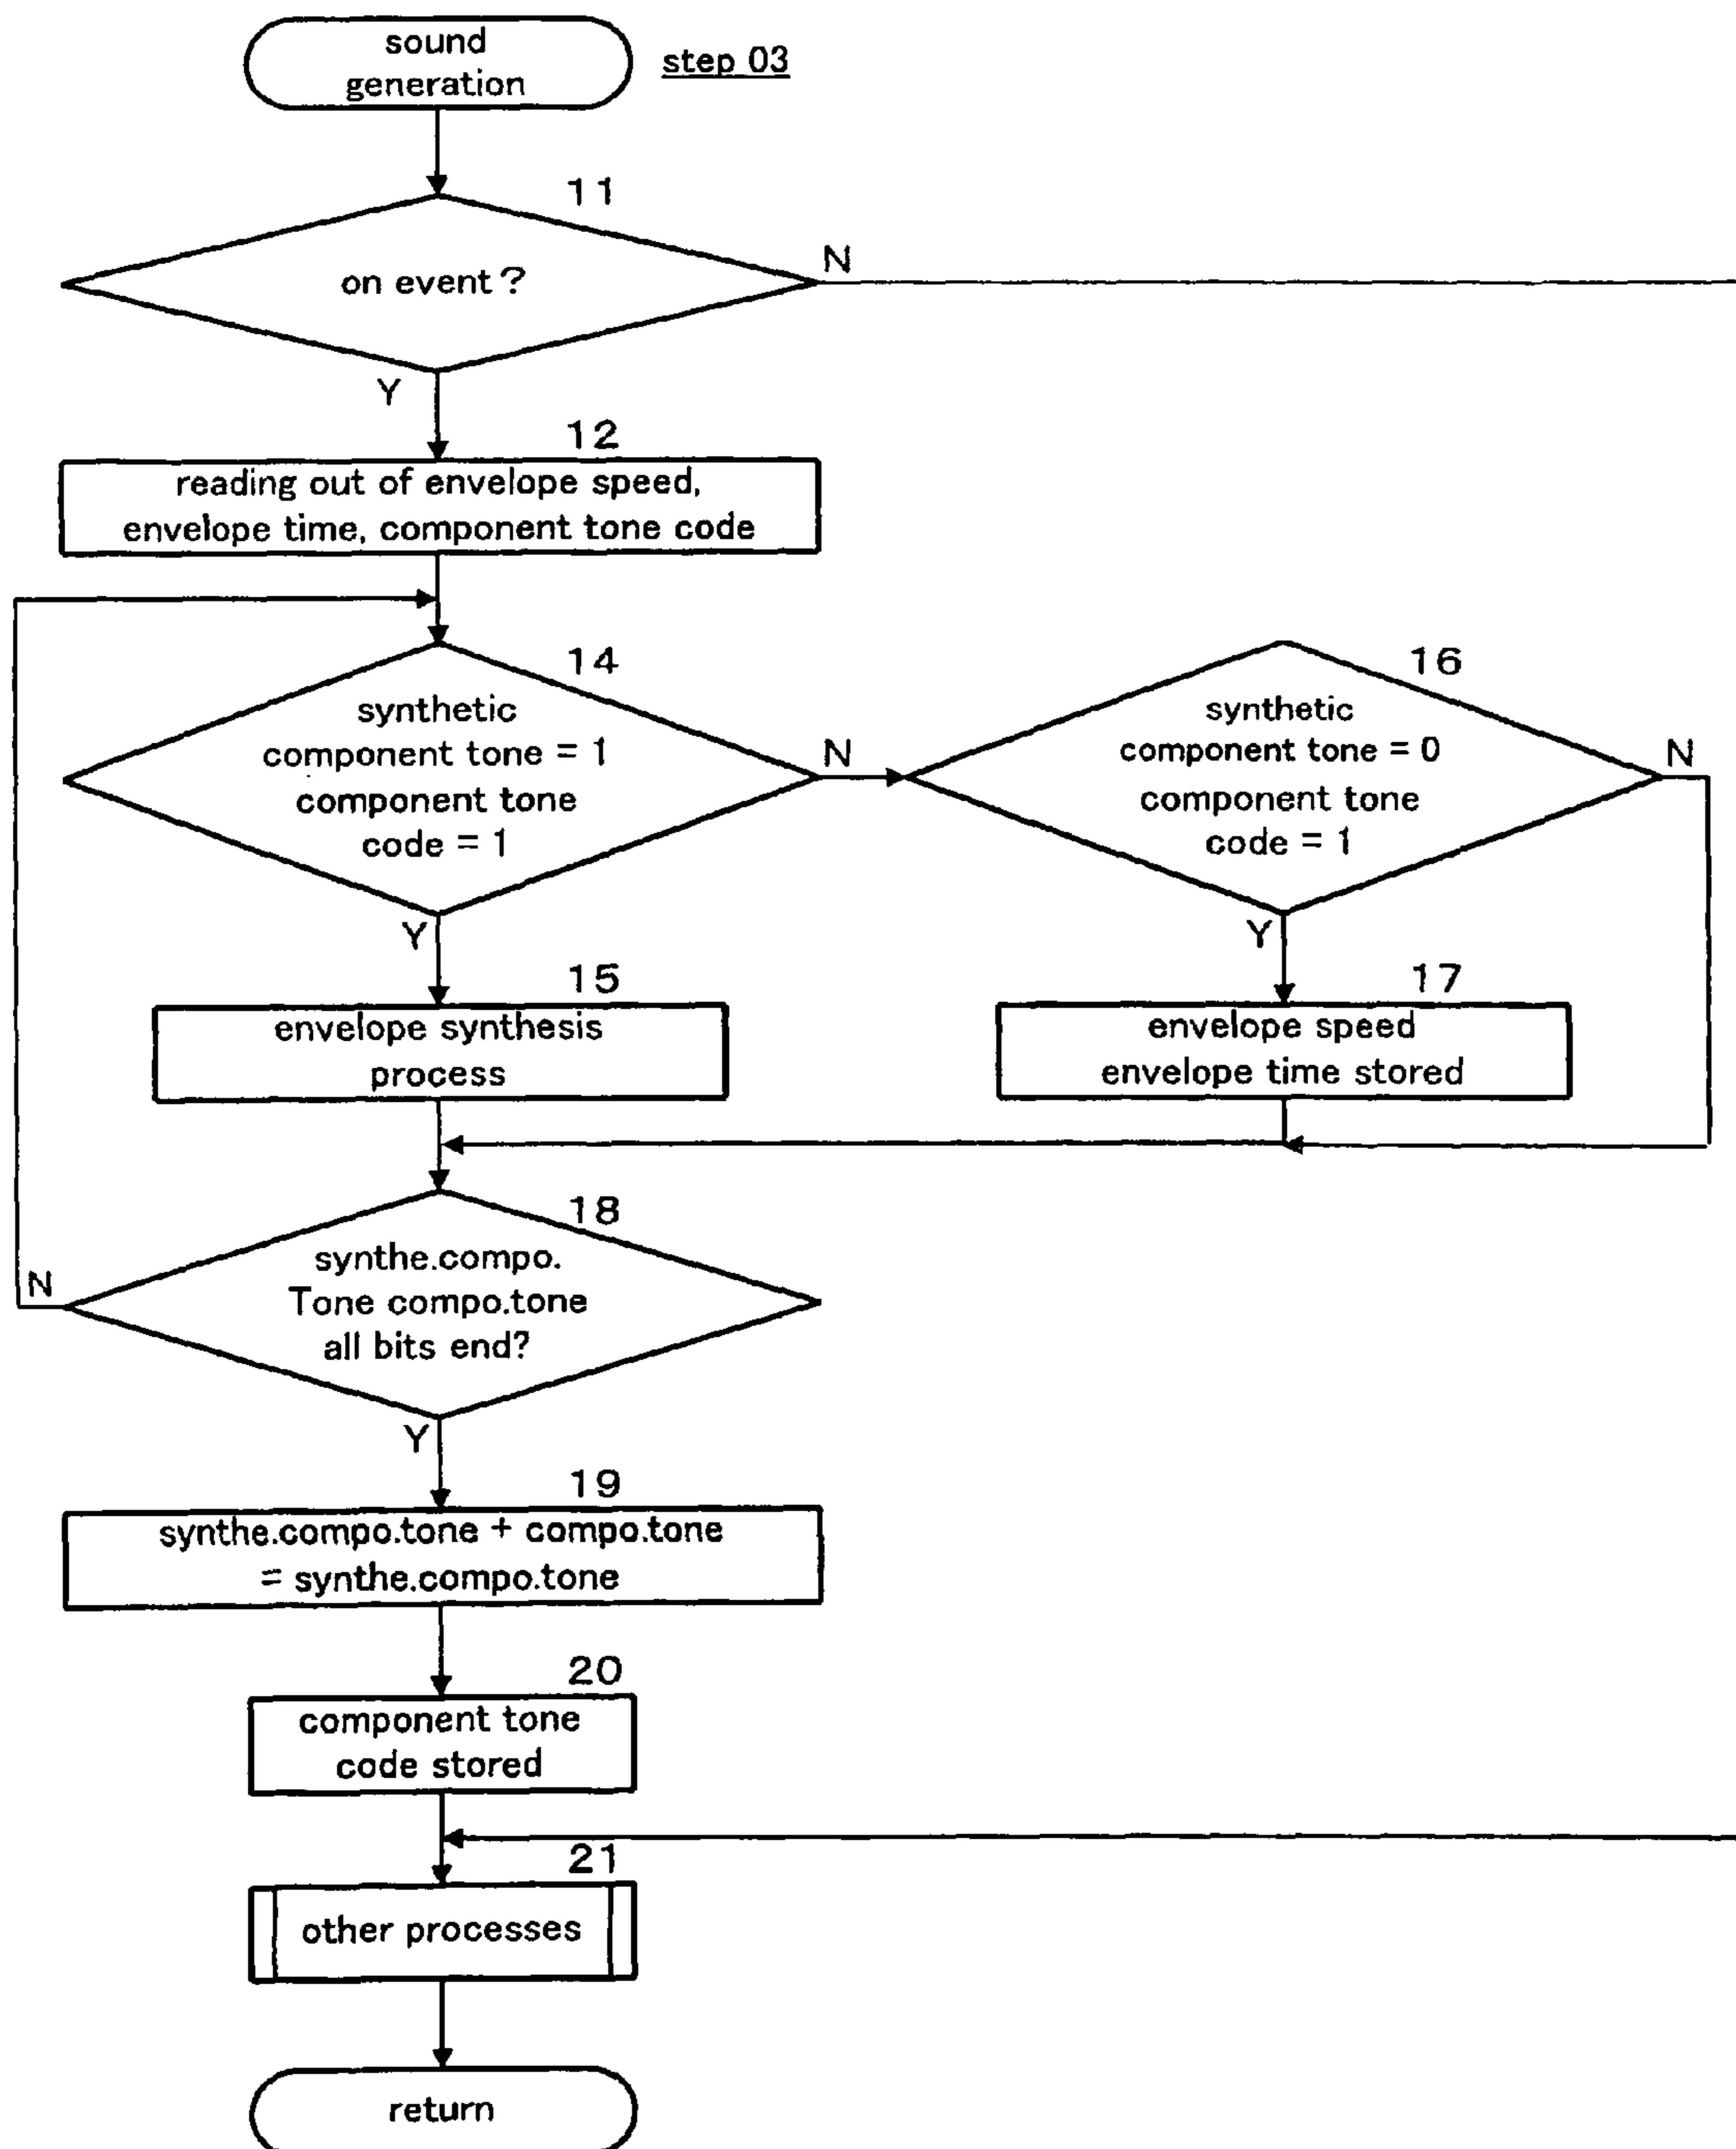 sound
generation
step 03
11
on event ?
N
Y
12
reading out of envelope speed,
envelope time, component tone code
14
synthetic
component tone = 1
component tone
code = 1
N
Y
16
synthetic
component tone = 0
component tone
code = 1
N
Y
15
envelope synthesis
process
17
envelope speed
envelope time stored
18
synthe.compo.
Tone compo.tone
all bits end?
N
Y
19
synthe.compo.tone + compo.tone
= synthe.compo.tone
20
component tone
code stored
21
other processes
return